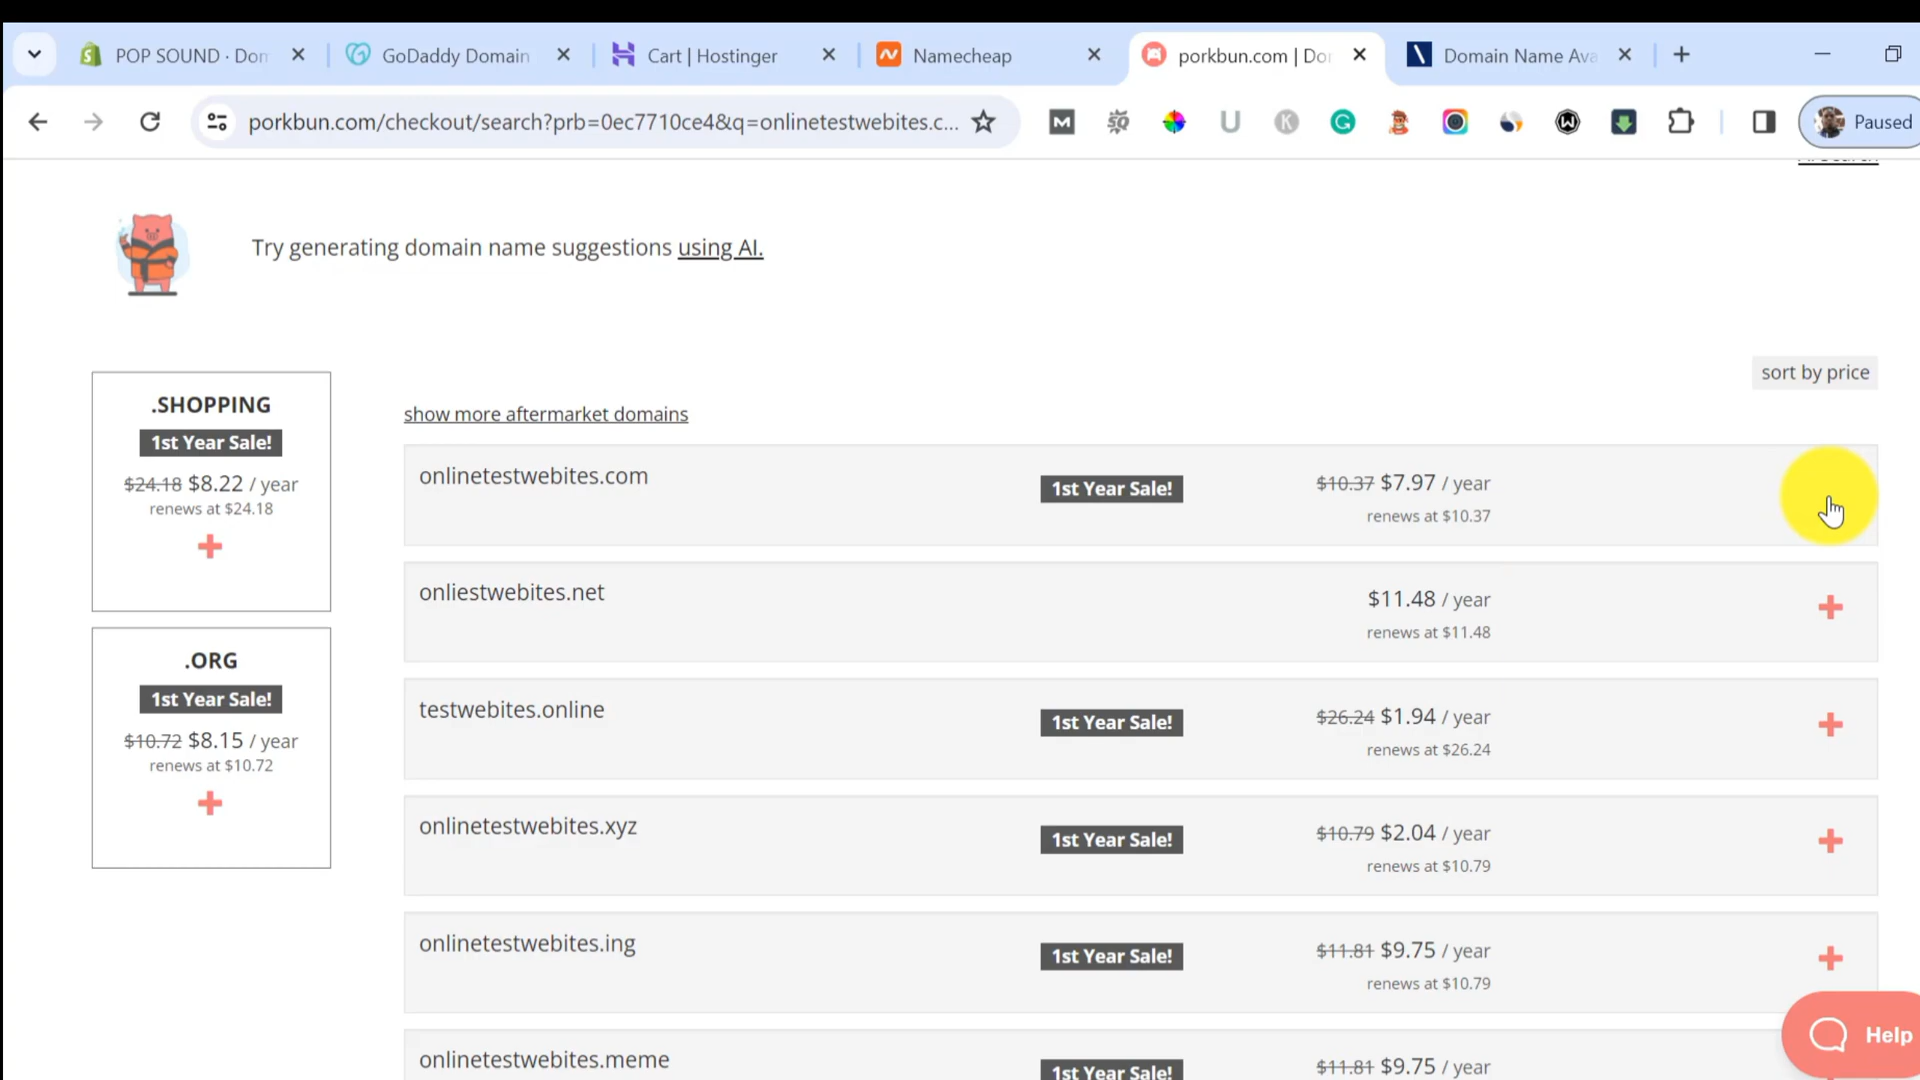 POP SOUND · Dom
GoDaddy Domain
Cart | Hostinger
Namecheap
porkbun.com | Do
Domain Name Ava
porkbun.com/checkout/search?prb=0ec7710ce4&q=onlinetestwebites.c...
Paused
Try generating domain name suggestions using AI.
sort by price
.SHOPPING
1st Year Sale!
$24.18 $8.22 / year
renews at $24.18
.ORG
1st Year Sale!
$10.72 $8.15 / year
renews at $10.72
show more aftermarket domains
onlinetestwebites.com
1st Year Sale!
$10.37 $7.97 / year
renews at $10.37
onliestwebites.net
$11.48 / year
renews at $11.48
testwebites.online
1st Year Sale!
$26.24 $1.94 / year
renews at $26.24
onlinetestwebites.xyz
1st Year Sale!
$10.79 $2.04 / year
renews at $10.79
onlinetestwebites.ing
1st Year Sale!
$11.81 $9.75 / year
renews at $10.79
onlinetestwebites.meme
1st Year Sale!
$11.81 $9.75 / year
Help